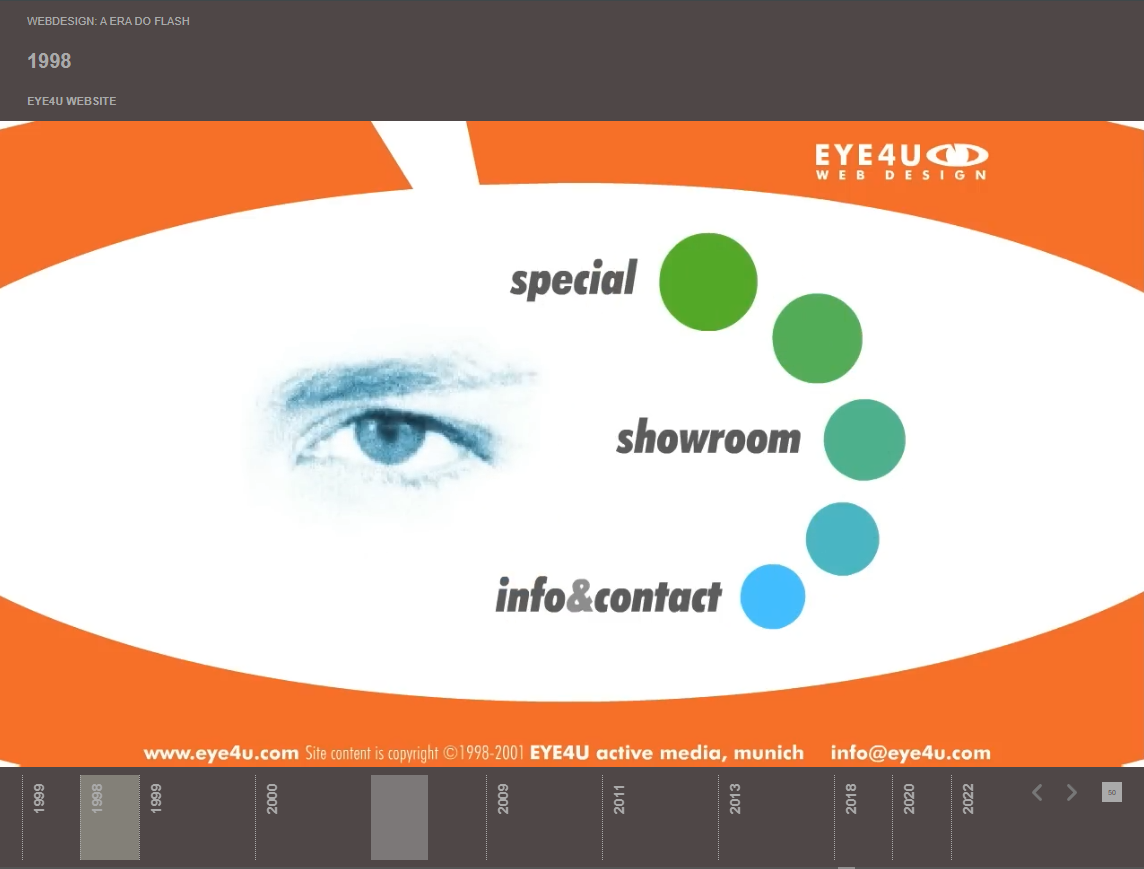 WEBDESIGN: A ERA DO FLASH
1998
EYE4U WEBSITE
EYE4U
WEB DESIGN
special
showroom
info&contact
www.eye4u.com Site content is copyright ©1998-2001 EYE4U active media, munich info@eye4u.com
1999
1998
1999
2000
2009
2011
2013
2018
2020
2022
50